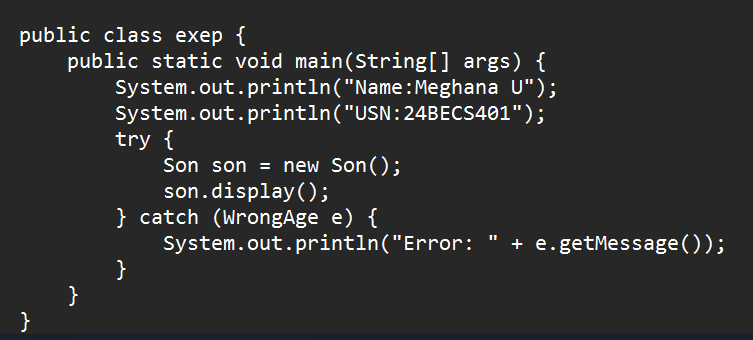 public class exep {
    public static void main(String[] args) {
        System.out.println("Name:Meghana U");
        System.out.println("USN:24BECS401");
        try {
            Son son = new Son();
            son.display();
        } catch (WrongAge e) {
            System.out.println("Error: " + e.getMessage());
        }
    }
}